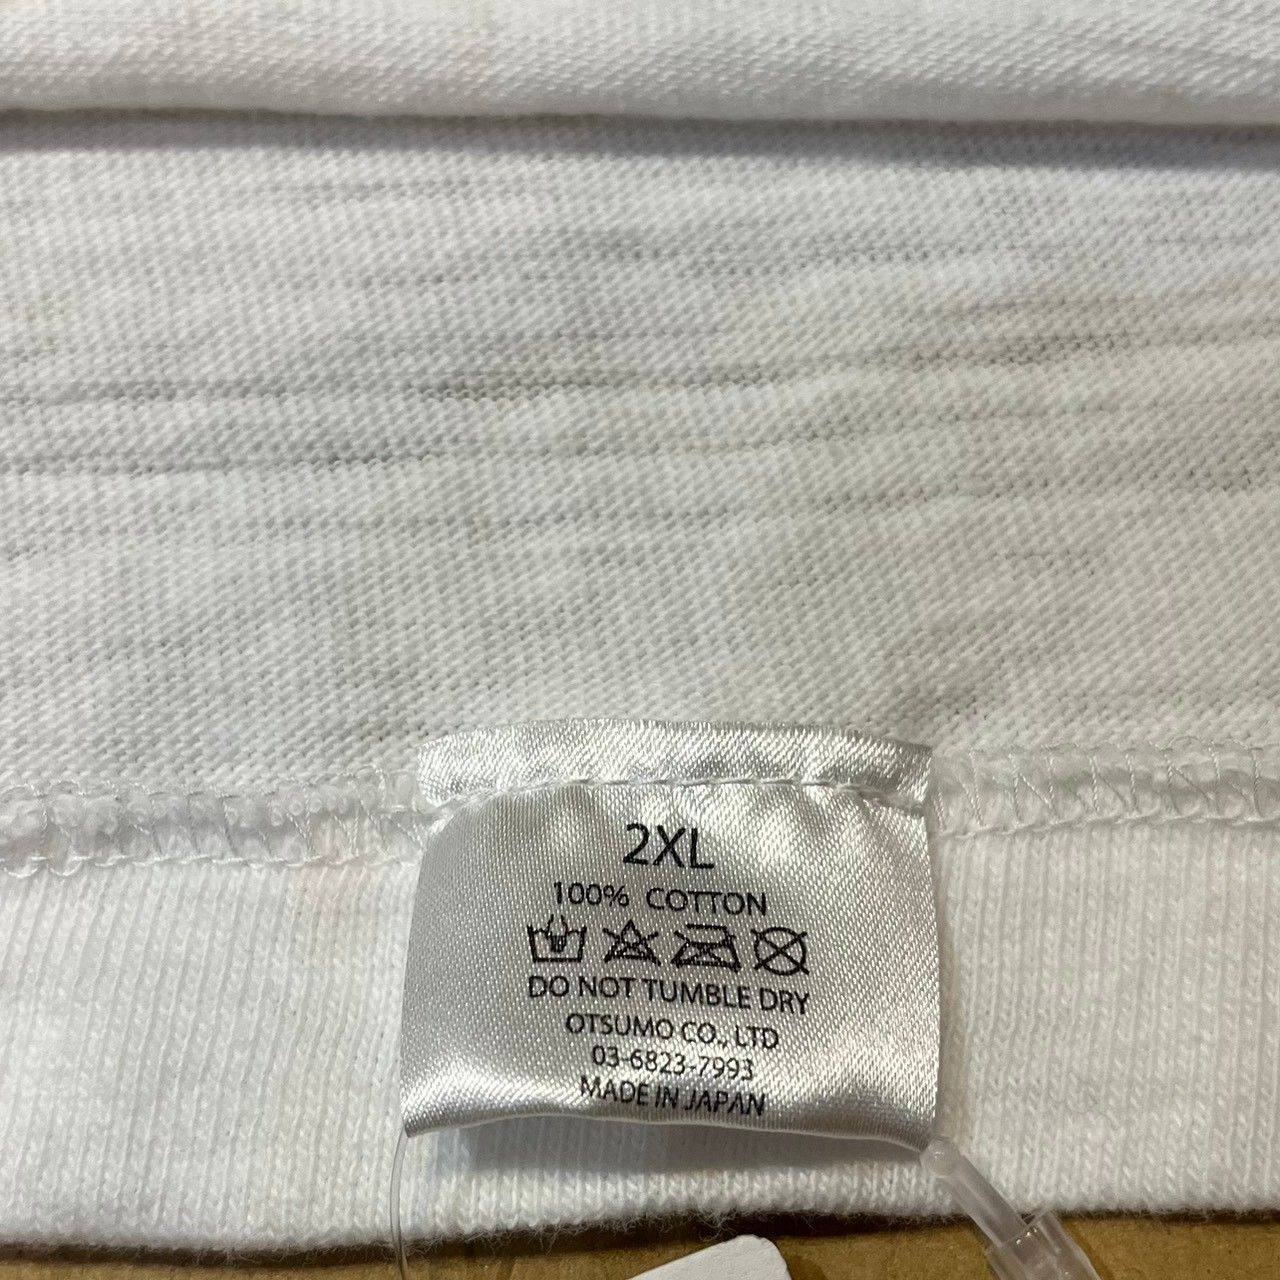 2XL
100% COTTON
DO NOT TUMBLE DRY
OTSUMO CO., LTD
03-6823-7993
MADE IN JAPAN